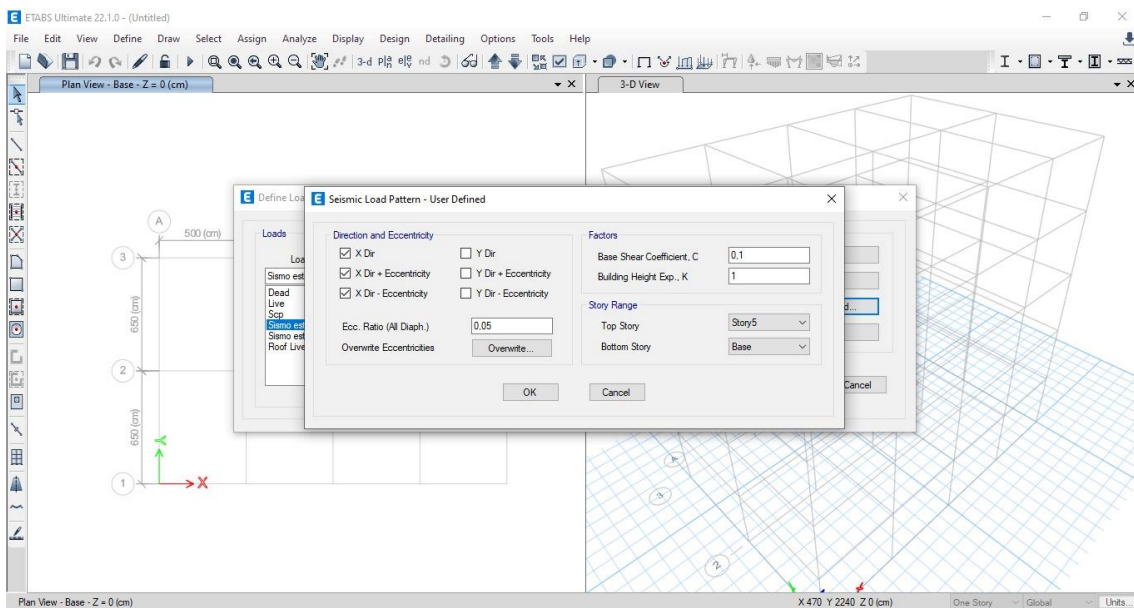 ETABS Ultimate 22.1.0 - (Untitled)
File Edit View Define Draw Select Assign Analyze Display Design Detailing Options Tools Help
3-d
nd
Plan View - Base - Z = 0 (cm)
3-D View
A
500 (cm)
3
650 (cm)
2
650 (cm)
1
Y
X
Define Loa
Loads
Loa
Sismo est
Dead
Live
Scp
Sismo est
Sismo est
Roof Live
Cancel
Seismic Load Pattern - User Defined
Direction and Eccentricity
X Dir Y Dir
X Dir + Eccentricity Y Dir + Eccentricity
X Dir - Eccentricity Y Dir - Eccentricity
Ecc. Ratio (All Diaph.) 0,05
Overwrite Eccentricities Overwrite...
Factors
Base Shear Coefficient, C 0,1
Building Height Exp., K 1
Story Range
Top Story Story5
Bottom Story Base
OK Cancel
A
3
2
Plan View - Base - Z = 0 (cm)
X 470 Y 2240 Z 0 (cm)
One Story Global Units...